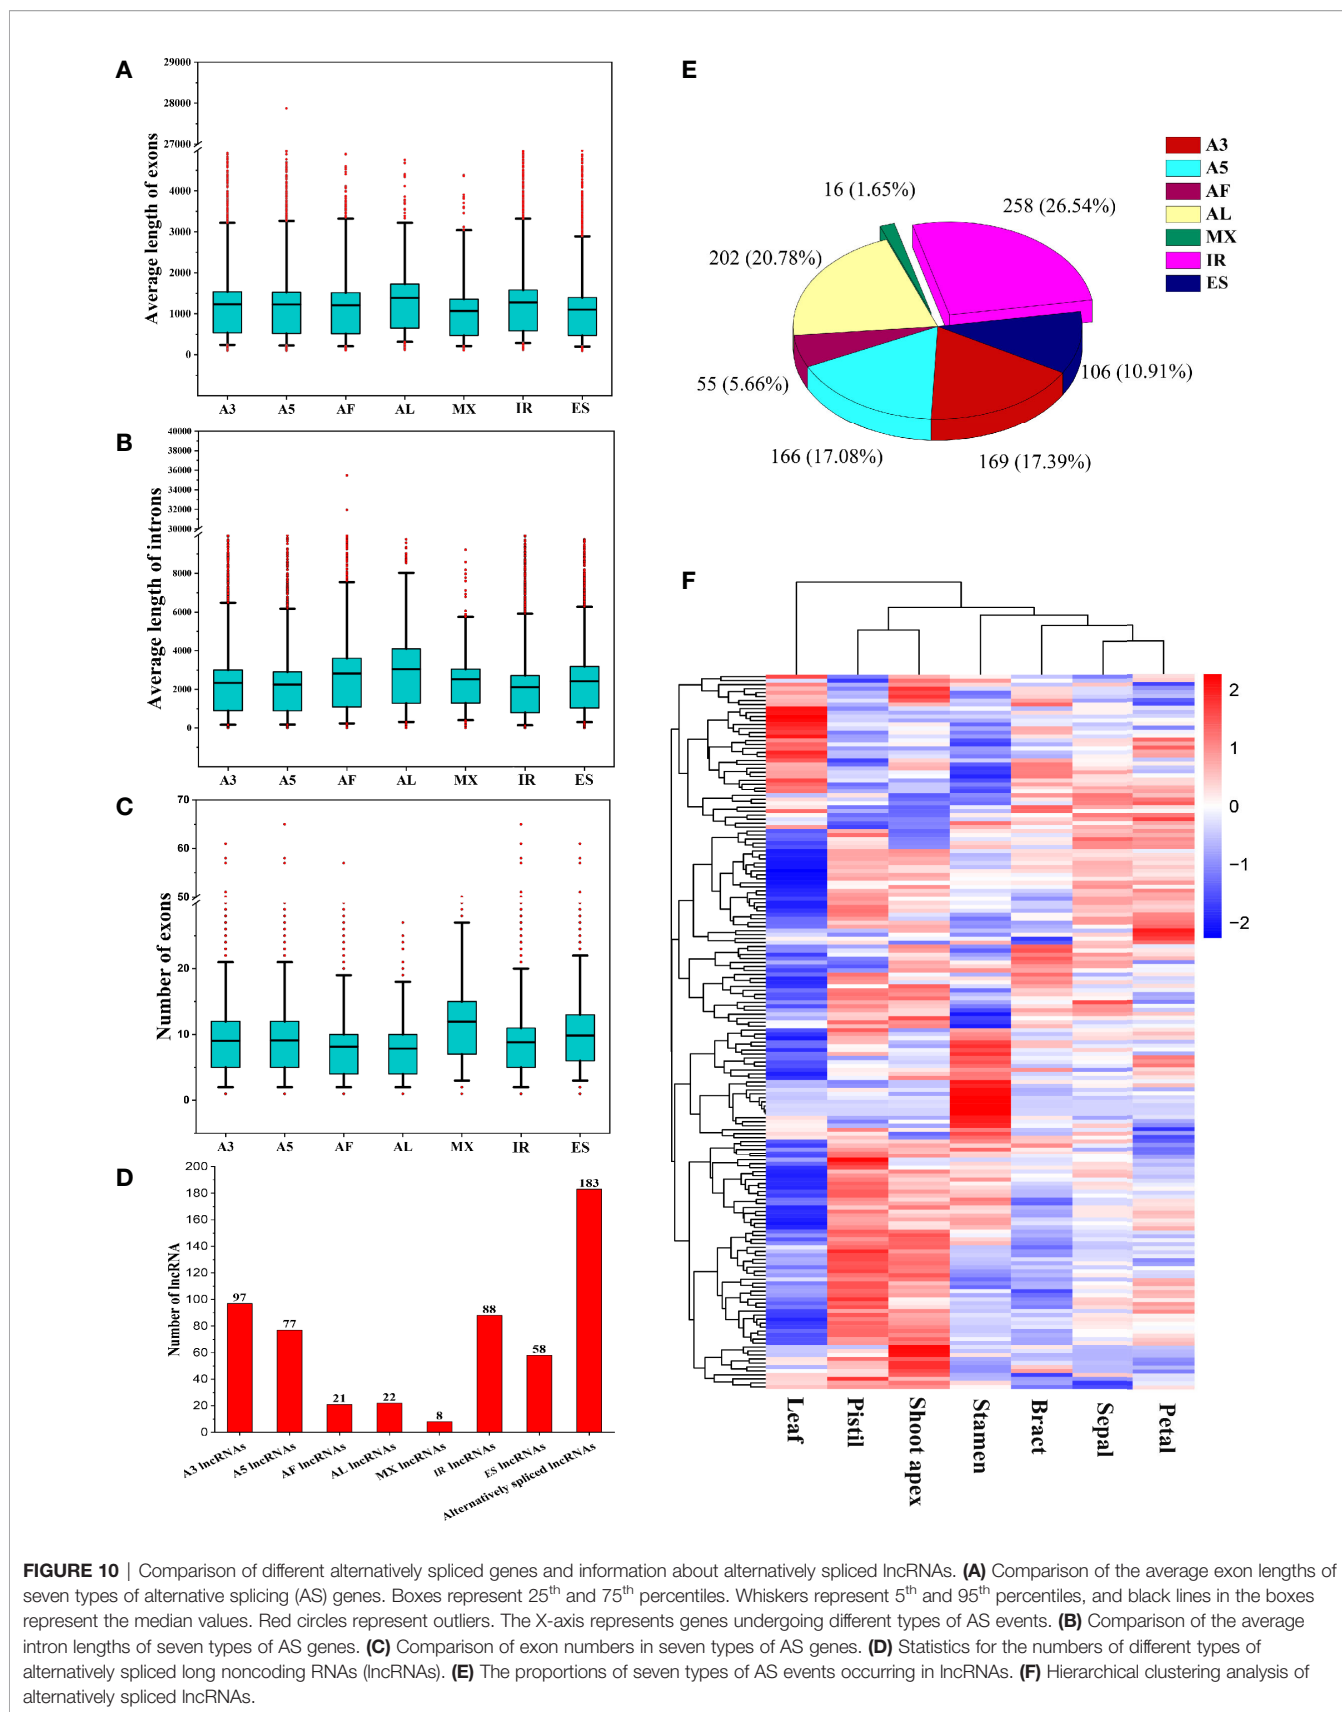 A
Average length of exons
29000
28000
27000
4000
3000
2000
1000
0
A3 A5 AF AL MX IR ES
B
Average length of introns
40000
38000
36000
34000
32000
30000
8000
6000
4000
2000
0
A3 A5 AF AL MX IR ES
C
Number of exons
70
60
50
20
10
0
A3 A5 AF AL MX IR ES
D
Number of lncRNA
200
180
160
140
120
100
80
60
40
20
0
97
77
21
22
8
88
58
183
A3 lncRNAs
A5 lncRNAs
AF lncRNAs
AL lncRNAs
MX lncRNAs
IR lncRNAs
ES lncRNAs
Alternatively spliced lncRNAs
E
16 (1.65%)
258 (26.54%)
202 (20.78%)
55 (5.66%)
106 (10.91%)
166 (17.08%)
169 (17.39%)
A3
A5
AF
AL
MX
IR
ES
F
2
1
0
−1
−2
Leaf
Pistil
Shoot apex
Stamen
Bract
Sepal
Petal
FIGURE 10 | Comparison of different alternatively spliced genes and information about alternatively spliced lncRNAs. (A) Comparison of the average exon lengths of
seven types of alternative splicing (AS) genes. Boxes represent 25th and 75th percentiles. Whiskers represent 5th and 95th percentiles, and black lines in the boxes
represent the median values. Red circles represent outliers. The X-axis represents genes undergoing different types of AS events. (B) Comparison of the average
intron lengths of seven types of AS genes. (C) Comparison of exon numbers in seven types of AS genes. (D) Statistics for the numbers of different types of
alternatively spliced long noncoding RNAs (lncRNAs). (E) The proportions of seven types of AS events occurring in lncRNAs. (F) Hierarchical clustering analysis of
alternatively spliced lncRNAs.